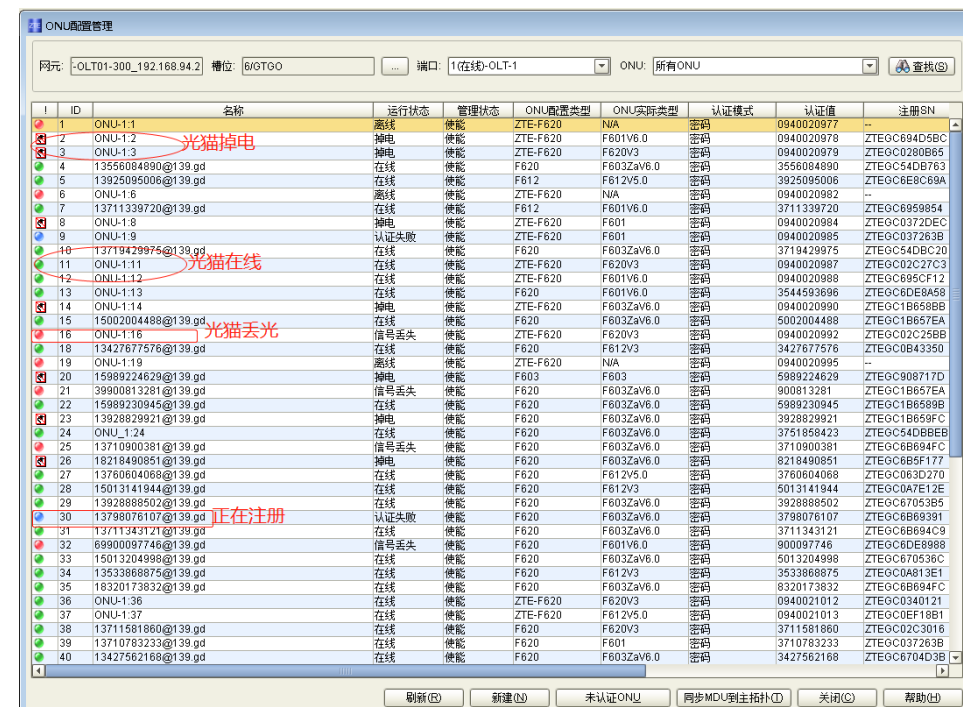 ONU配置管理
网元: -OLT01-300_192.168.94.2 槽位: 6/GTGO ... 端口: 1(在线)-OLT-1 ONU: 所有ONU 查找(S)
! ID 名称 运行状态 管理状态 ONU配置类型 ONU实际类型 认证模式 认证值 注册SN
1 ONU-1:1 离线 使能 ZTE-F620 N/A 密码 0940020977 --
2 ONU-1:2 掉电 使能 ZTE-F620 F601V6.0 密码 0940020978 ZTEGC694D5BC
光猫掉电
3 ONU-1:3 掉电 使能 ZTE-F620 F620V3 密码 0940020979 ZTEGC0280B65
4 13556084890@139.gd 在线 使能 F620 F603ZaV6.0 密码 3556084890 ZTEGC54DB763
5 13925095006@139.gd 在线 使能 F612 F612V5.0 密码 3925095006 ZTEGC6E8C69A
6 ONU-1:6 离线 使能 ZTE-F620 N/A 密码 0940020982 --
7 13711339720@139.gd 在线 使能 F612 F601V6.0 密码 3711339720 ZTEGC6959854
8 ONU-1:8 掉电 使能 ZTE-F620 F601 密码 0940020984 ZTEGC0372DEC
9 ONU-1:9 认证失败 使能 ZTE-F620 F601 密码 0940020985 ZTEGC037263B
10 13719429975@139.gd 在线 使能 F620 F603ZaV6.0 密码 3719429975 ZTEGC54DBC20
11 ONU-1:11 在线 使能 ZTE-F620 F620V3 密码 0940020987 ZTEGC02C27C3
光猫在线
12 ONU-1:12 在线 使能 ZTE-F620 F601V6.0 密码 0940020988 ZTEGC695CF12
13 ONU-1:13 在线 使能 F620 F601V6.0 密码 3544593696 ZTEGC6DE8A58
14 ONU-1:14 掉电 使能 ZTE-F620 F603ZaV6.0 密码 0940020990 ZTEGC1B658BB
15 15002004488@139.gd 在线 使能 F620 F603ZaV6.0 密码 5002004488 ZTEGC1B657EA
光猫丢光
16 ONU-1:16 信号丢失 使能 ZTE-F620 F620V3 密码 0940020992 ZTEGC02C25BB
18 13427677576@139.gd 在线 使能 F620 F612V3 密码 3427677576 ZTEGC0B43350
19 ONU-1:19 离线 使能 ZTE-F620 N/A 密码 0940020995 --
20 15989224629@139.gd 掉电 使能 F603 F603 密码 5989224629 ZTEGC908717D
21 39900813281@139.gd 信号丢失 使能 F620 F603ZaV6.0 密码 900813281 ZTEGC1B657EA
22 15989230945@139.gd 在线 使能 F620 F603ZaV6.0 密码 5989230945 ZTEGC1B6589B
23 13928829921@139.gd 掉电 使能 F620 F603ZaV6.0 密码 3928829921 ZTEGC1B659FC
24 ONU_1:24 在线 使能 F620 F603ZaV6.0 密码 3751858423 ZTEGC54DBBEB
25 13710900381@139.gd 信号丢失 使能 F620 F603ZaV6.0 密码 3710900381 ZTEGC6B694FC
26 18218490851@139.gd 掉电 使能 F620 F603ZaV6.0 密码 8218490851 ZTEGC6B5F177
27 13760604068@139.gd 在线 使能 F620 F612V5.0 密码 3760604068 ZTEGC063D270
28 15013141944@139.gd 在线 使能 F620 F612V5.0 密码 5013141944 ZTEGC0A7E12E
29 13928888502@139.gd 在线 使能 F620 F603ZaV6.0 密码 3928888502 ZTEGC67053B5
30 13798076107@139.gd 认证失败 使能 F620 F603ZaV6.0 密码 3798076107 ZTEGC6B69391
正在注册
31 13711343121@139.gd 在线 使能 F620 F603ZaV6.0 密码 3711343121 ZTEGC6B694C9
32 69900097746@139.gd 信号丢失 使能 F620 F601V6.0 密码 900097746 ZTEGC6DE8988
33 15013204998@139.gd 在线 使能 F620 F603ZaV6.0 密码 5013204998 ZTEGC670536C
34 13533868875@139.gd 在线 使能 F620 F612V3 密码 3533868875 ZTEGC0A813E1
35 18320173832@139.gd 在线 使能 F620 F603ZaV6.0 密码 8320173832 ZTEGC6B694FC
36 ONU-1:36 在线 使能 ZTE-F620 F620V3 密码 0940021012 ZTEGC0340121
37 ONU-1:37 在线 使能 ZTE-F620 F612V5.0 密码 0940021013 ZTEGC0EF18B1
38 13711581860@139.gd 在线 使能 F620 F620V3 密码 3711581860 ZTEGC02C3016
39 13710783233@139.gd 在线 使能 F620 F601 密码 3710783233 ZTEGC037263B
40 13427562168@139.gd 在线 使能 F620 F603ZaV6.0 密码 3427562168 ZTEGC6704D3B
刷新(R) 新建(N) 未认证ONU 同步MDU到主拓扑(T) 关闭(C) 帮助(H)